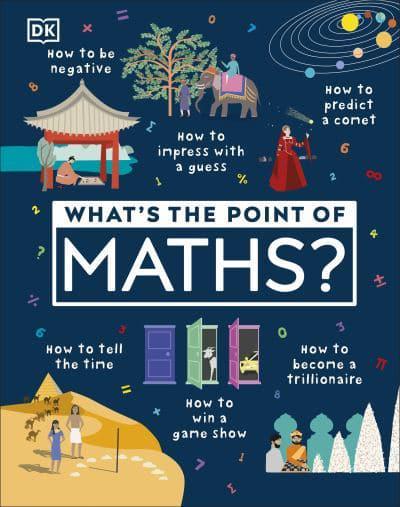 DK
How to be
negative
How to
predict
a comet
How to
impress with
a guess
WHAT'S THE POINT OF
MATHS?
How to tell
the time
How to
become a
trillionaire
How to
win a
game show